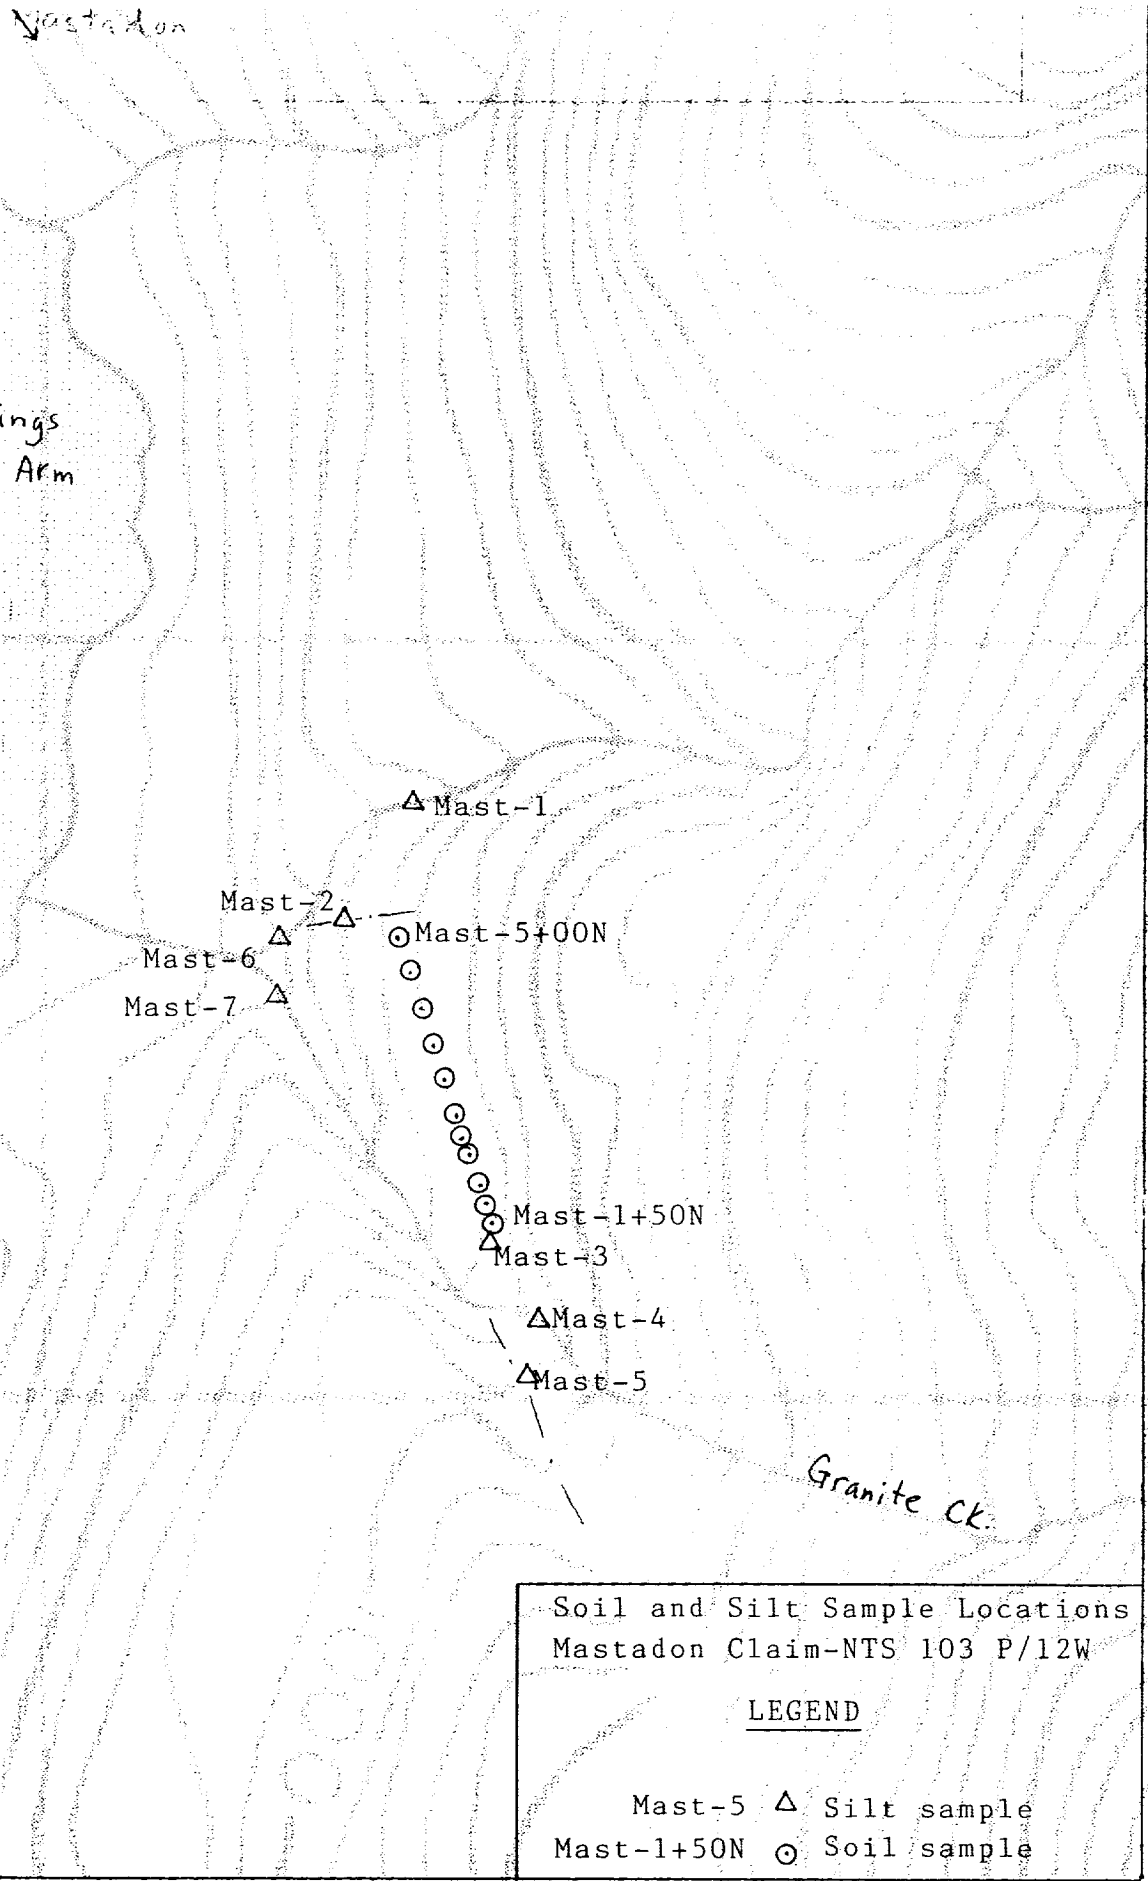 Mastadon
ings
Arm
Mast-1
Mast-2
Mast-5+00N
Mast-6
Mast-7
Mast-1+50N
Mast-3
Mast-4
Mast-5
Granite Ck.
Soil and Silt Sample Locations
Mastadon Claim-NTS 103 P/12W
LEGEND
Mast-5 △ Silt sample
Mast-1+50N ⊙ Soil sample